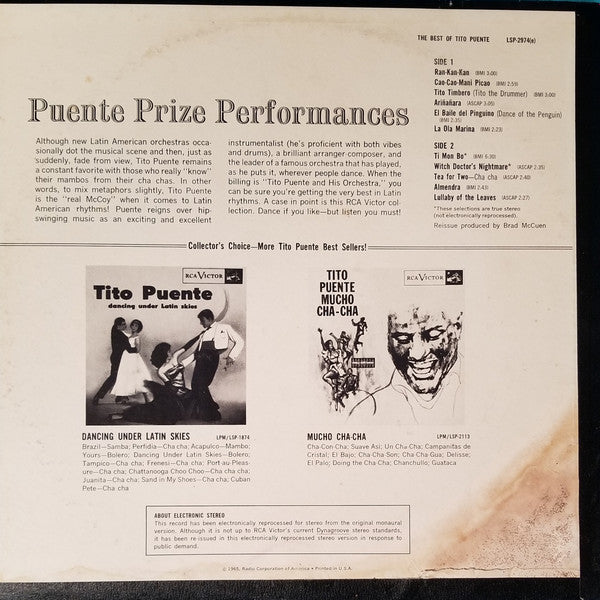 THE BEST OF TITO PUENTE LSP-2974(e)
SIDE 1
Ran-Kan-Kan (BMI 3:00)
Cao-Cao-Mani Picao (BMI 2:59)
Tito Timbero (Tito the Drummer) (BMI 3:00)
Ariñañara (ASCAP 3:05)
El Baile del Pinguino (Dance of the Penguin)
(BMI 2:35)
La Ola Marina (BMI 2:23)
SIDE 2
Ti Mon Bo* (BMI 6:30)
Witch Doctor's Nightmare* (ASCAP 2:35)
Tea for Two—Cha cha (ASCAP 2:40)
Almendra (BMI 2:43)
Lullaby of the Leaves (ASCAP 2:27)
*These selections are true stereo
(not electronically reprocessed).
Reissue produced by Brad McCuen
Puente Prize Performances
Although new Latin American orchestras occa-
sionally dot the musical scene and then, just as
suddenly, fade from view, Tito Puente remains
a constant favorite with those who really "know"
their mambos from their cha chas. In other
words, to mix metaphors slightly, Tito Puente
is the "real McCoy" when it comes to Latin
American rhythms! Puente reigns over hip-
swinging music as an exciting and excellent
instrumentalist (he's proficient with both vibes
and drums), a brilliant arranger composer, and
the leader of a famous orchestra that has played,
as he puts it, wherever people dance. When the
billing is "Tito Puente and His Orchestra," you
can be sure you're getting the very best in Latin
rhythms. A case in point is this RCA Victor col-
lection. Dance if you like—but listen you must!
Collector's Choice—More Tito Puente Best Sellers!
RCA VICTOR
Tito Puente
dancing under Latin skies
RCA VICTOR
TITO
PUENTE
MUCHO
CHA-CHA
DANCING UNDER LATIN SKIES LPM/LSP-1874
Brazil—Samba; Perfidia—Cha cha; Acapulco—Mambo;
Yours—Bolero; Dancing Under Latin Skies—Bolero;
Tampico—Cha cha; Frenesi—Cha cha; Port-au-Pleas-
ure—Cha cha; Chattanooga Choo Choo—Cha cha cha;
Juanita—Cha cha; Sand in My Shoes—Cha cha; Cuban
Pete—Cha cha
MUCHO CHA-CHA LPM/LSP-2113
Cha-Con-Cha; Suave Asi; Un Cha-Cha; Campanitas de
Cristal; El Bajo; Cha Cha Son; Cha Cha Gua; Delisse;
El Palo; Doing the Cha Cha; Chanchullo; Guataca
ABOUT ELECTRONIC STEREO
This record has been electronically reprocessed for stereo from the original monaural
version. Although it is not up to RCA Victor's current Dynagroove stereo standards,
it has been re-issued in this electronically reprocessed stereo version in response to
public demand.
© 1965, Radio Corporation of America • Printed in U.S.A.